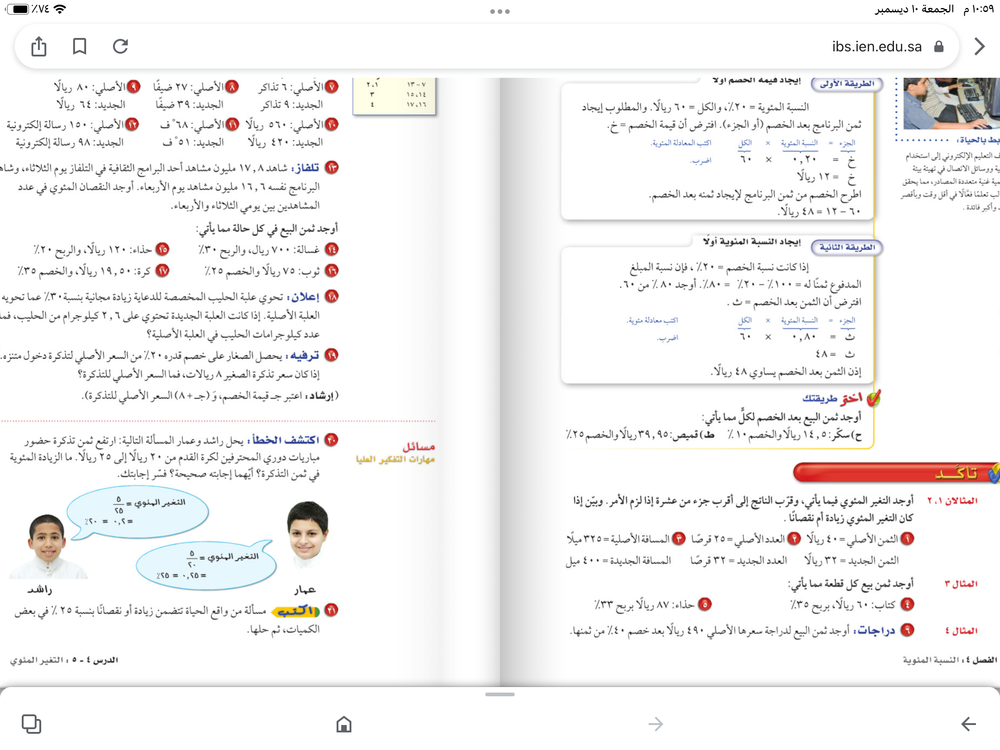 ١٠:٥٩ م الجمعة ١٠ ديسمبر
٪٧٤
ibs.ien.edu.sa
الطريقة الأولى
إيجاد قيمة الخصم أولاً
النسبة المئوية = ٢٠٪، والكل = ٦٠ ريالًا. والمطلوب إيجاد
ثمن البرنامج بعد الخصم (أو الجزء). افترض أن قيمة الخصم = خ.
الجزء = النسبة المئوية × الكل اكتب المعادلة المئوية.
خ = ٠,٢٠ × ٦٠ اضرب.
خ = ١٢ ريالًا
اطرح الخصم من ثمن البرنامج لإيجاد ثمنه بعد الخصم.
٦٠ – ١٢ = ٤٨ ريالًا.
بط بالحياة:
التعليم الإلكتروني إلى استخدام
ووسائل الاتصال في تهيئة بيئة
غنية متعددة المصادر، مما يحقق
تعلمًا فعَّالًا في أقل وقت وبأقصر
وأكبر فائدة.
الطريقة الثانية
إيجاد النسبة المئوية أولًا
إذا كانت نسبة الخصم = ٢٠٪ ، فإن نسبة المبلغ
المدفوع ثمنًا له = ١٠٠٪ – ٢٠٪ = ٨٠٪. أوجد ٨٠ ٪ من ٦٠.
افترض أن الثمن بعد الخصم = ث .
الجزء = النسبة المئوية × الكل اكتب معادلة مئوية.
ث = ٠,٨٠ × ٦٠ اضرب.
ث = ٤٨
إذن الثمن بعد الخصم يساوي ٤٨ ريالًا.
اختر طريقتك
أوجد ثمن البيع بعد الخصم لكلٍّ مما يأتي:
ح) سكّر: ١٤,٥ ريالًا والخصم ١٠ ٪ ط) قميص: ٣٩,٩٥ ريالًا والخصم ٢٥٪
تأكَّــد
المثالان ١، ٢ أوجد التغير المئوي فيما يأتي، وقرّب الناتج إلى أقرب جزء من عشرة إذا لزم الأمر. وبيّن إذا
كان التغير المئوي زيادة أم نقصانًا .
١ الثمن الأصلي = ٤٠ ريالًا ٢ العدد الأصلي = ٢٥ قرصًا ٣ المسافة الأصلية = ٣٢٥ ميلًا
الثمن الجديد = ٣٢ ريالًا العدد الجديد = ٣٢ قرصًا المسافة الجديدة = ٤٠٠ ميل
المثال ٣ أوجد ثمن بيع كل قطعة مما يأتي:
٤ كتاب: ٦٠ ريالًا، بربح ٣٥٪ ٥ حذاء: ٨٧ ريالًا بربح ٣٣٪
المثال ٤ ٦ دراجات: أوجد ثمن البيع لدراجة سعرها الأصلي ٤٩٠ ريالًا بعد خصم ٤٠٪ من ثمنها.
الفصل ٤: النسبة المئوية
٧–١٣ ١، ٢
١٤، ١٥ ٣
١٦، ١٧ ٤
٧ الأصلي: ٦ تذاكر ٨ الأصلي: ٢٧ ضيفًا ٩ الأصلي: ٨٠ ريالًا
الجديد: ٩ تذاكر الجديد: ٣٩ ضيفًا الجديد: ٦٤ ريالًا
١٠ الأصلي: ٥٦٠ ريالًا ١١ الأصلي: ٦٨° ف ١٢ الأصلي: ١٥٠ رسالة إلكترونية
الجديد: ٤٢٠ ريالًا الجديد: ٥١° ف الجديد: ٩٨ رسالة إلكترونية
١٣ تلفاز: شاهد ١٧,٨ مليون مشاهد أحد البرامج الثقافية في التلفاز يوم الثلاثاء،
البرنامج نفسه ١٦,٦ مليون مشاهد يوم الأربعاء. أوجد النقصان المئوي في عدد
المشاهدين بين يومي الثلاثاء والأربعاء.
أوجد ثمن البيع في كل حالة مما يأتي:
١٤ غسالة: ٧٠٠ ريال، والربح ٣٠٪ ١٥ حذاء: ١٢٠ ريالًا، والربح ٢٠٪
١٦ ثوب: ٧٥ ريالًا والخصم ٢٥٪ ١٧ كرة: ١٩,٥٠ ريالًا، والخصم ٣٥٪
١٨ إعلان: تحوي علبة الحليب المخصصة للدعاية زيادة مجانية بنسبة ٣٠٪ عما تحويه
العلبة الأصلية. إذا كانت العلبة الجديدة تحتوي على ٢,٦ كيلوجرام من الحليب، فما
عدد كيلوجرامات الحليب في العلبة الأصلية؟
١٩ ترفيه: يحصل الصغار على خصم قدره ٢٠٪ من السعر الأصلي لتذكرة دخول متنزه.
إذا كان سعر تذكرة الصغير ٨ ريالات، فما السعر الأصلي للتذكرة؟
(إرشاد: اعتبر جـ قيمة الخصم، وَ (جـ + ٨) السعر الأصلي للتذكرة).
مسائل
مهارات التفكير العليا
٢٠ اكتشف الخطأ: يحل راشد وعمار المسألة التالية: ارتفع ثمن تذكرة حضور
مباريات دوري المحترفين لكرة القدم من ٢٠ ريالًا إلى ٢٥ ريالًا. ما الزيادة المئوية
في ثمن التذكرة؟ أيّهما إجابته صحيحة؟ فسّر إجابتك.
التغير المئوي = ٥/٢٥
= ٠,٢ = ٢٠٪
التغير المئوي = ٥/٢٠
= ٠,٢٥ = ٢٥٪
عمار
راشد
٢١ اكتب مسألة من واقع الحياة تتضمن زيادة أو نقصانًا بنسبة ٢٥ ٪ في بعض
الكميات، ثم حلها.
الدرس ٤ - ٥ : التغير المئوي